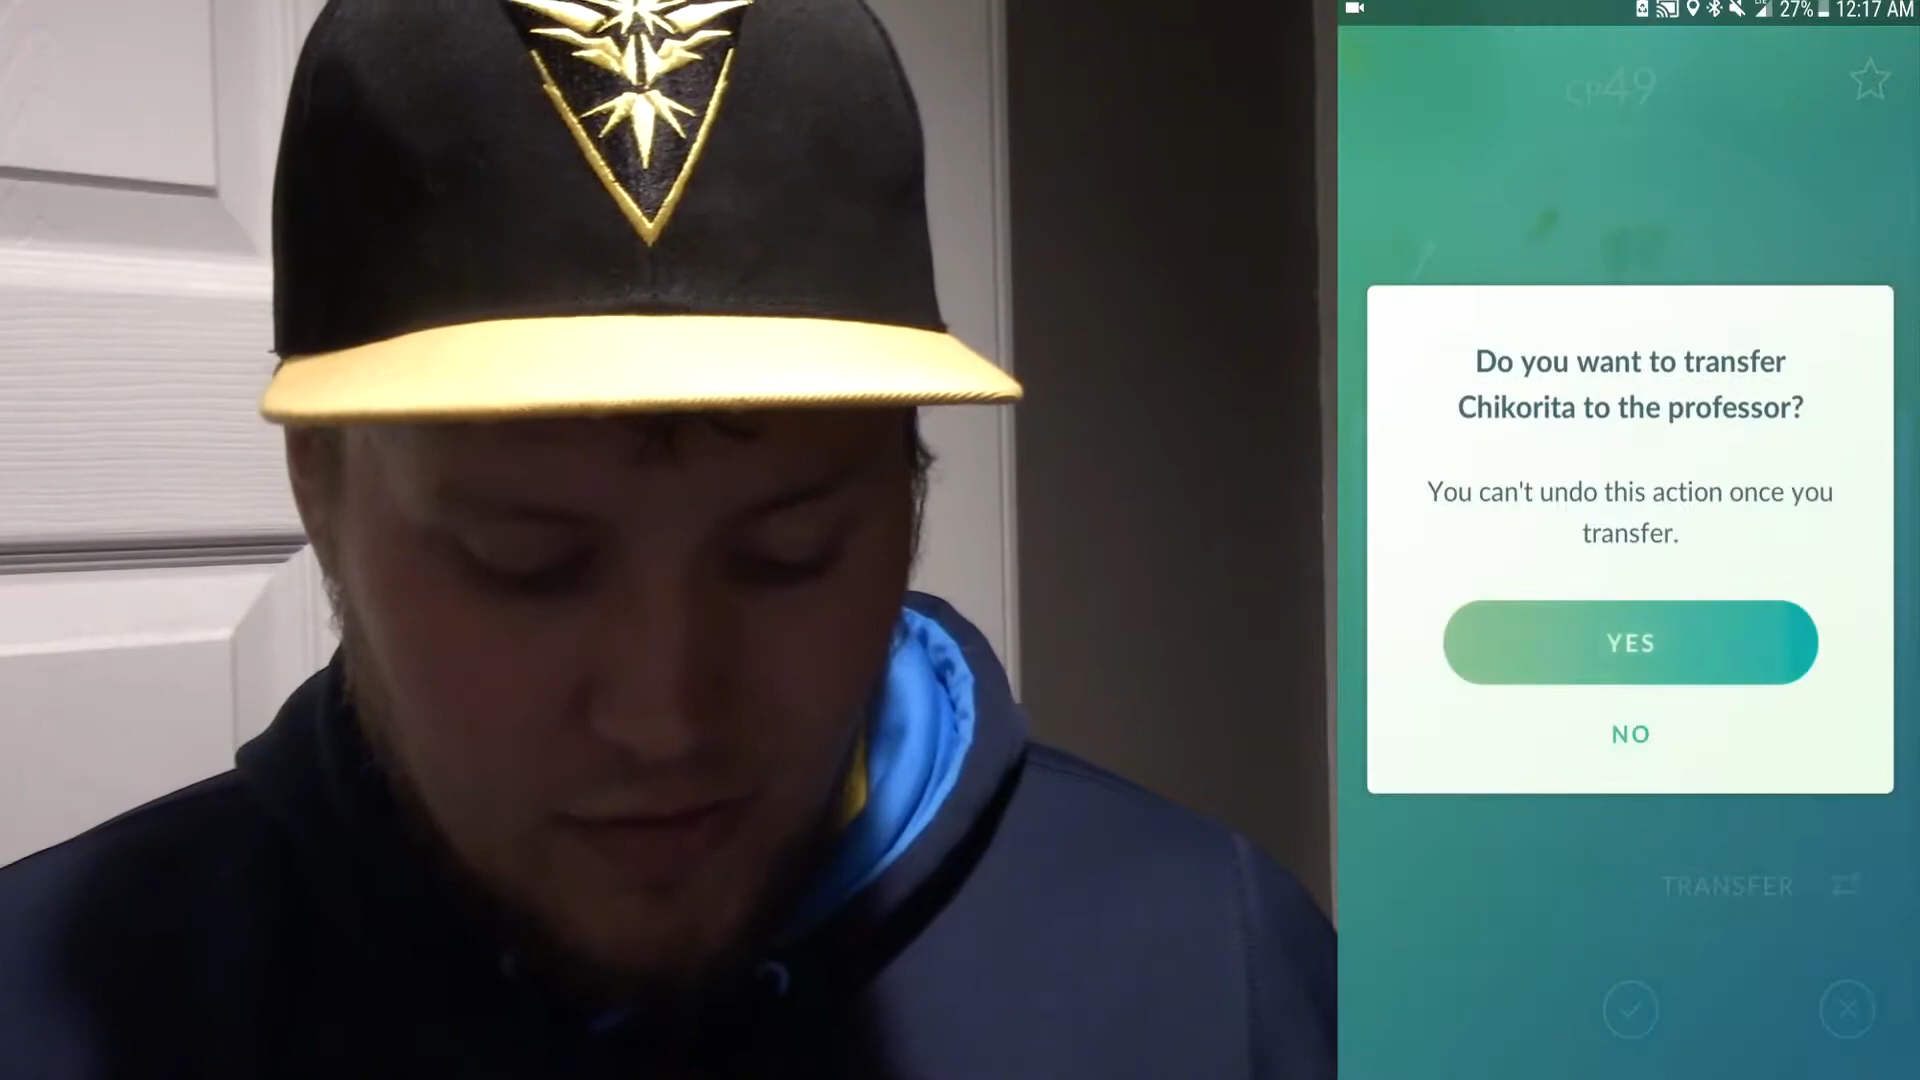 27% 12:17 AM
CP49
Do you want to transfer
Chikorita to the professor?
You can't undo this action once you
transfer.
YES
NO
TRANSFER